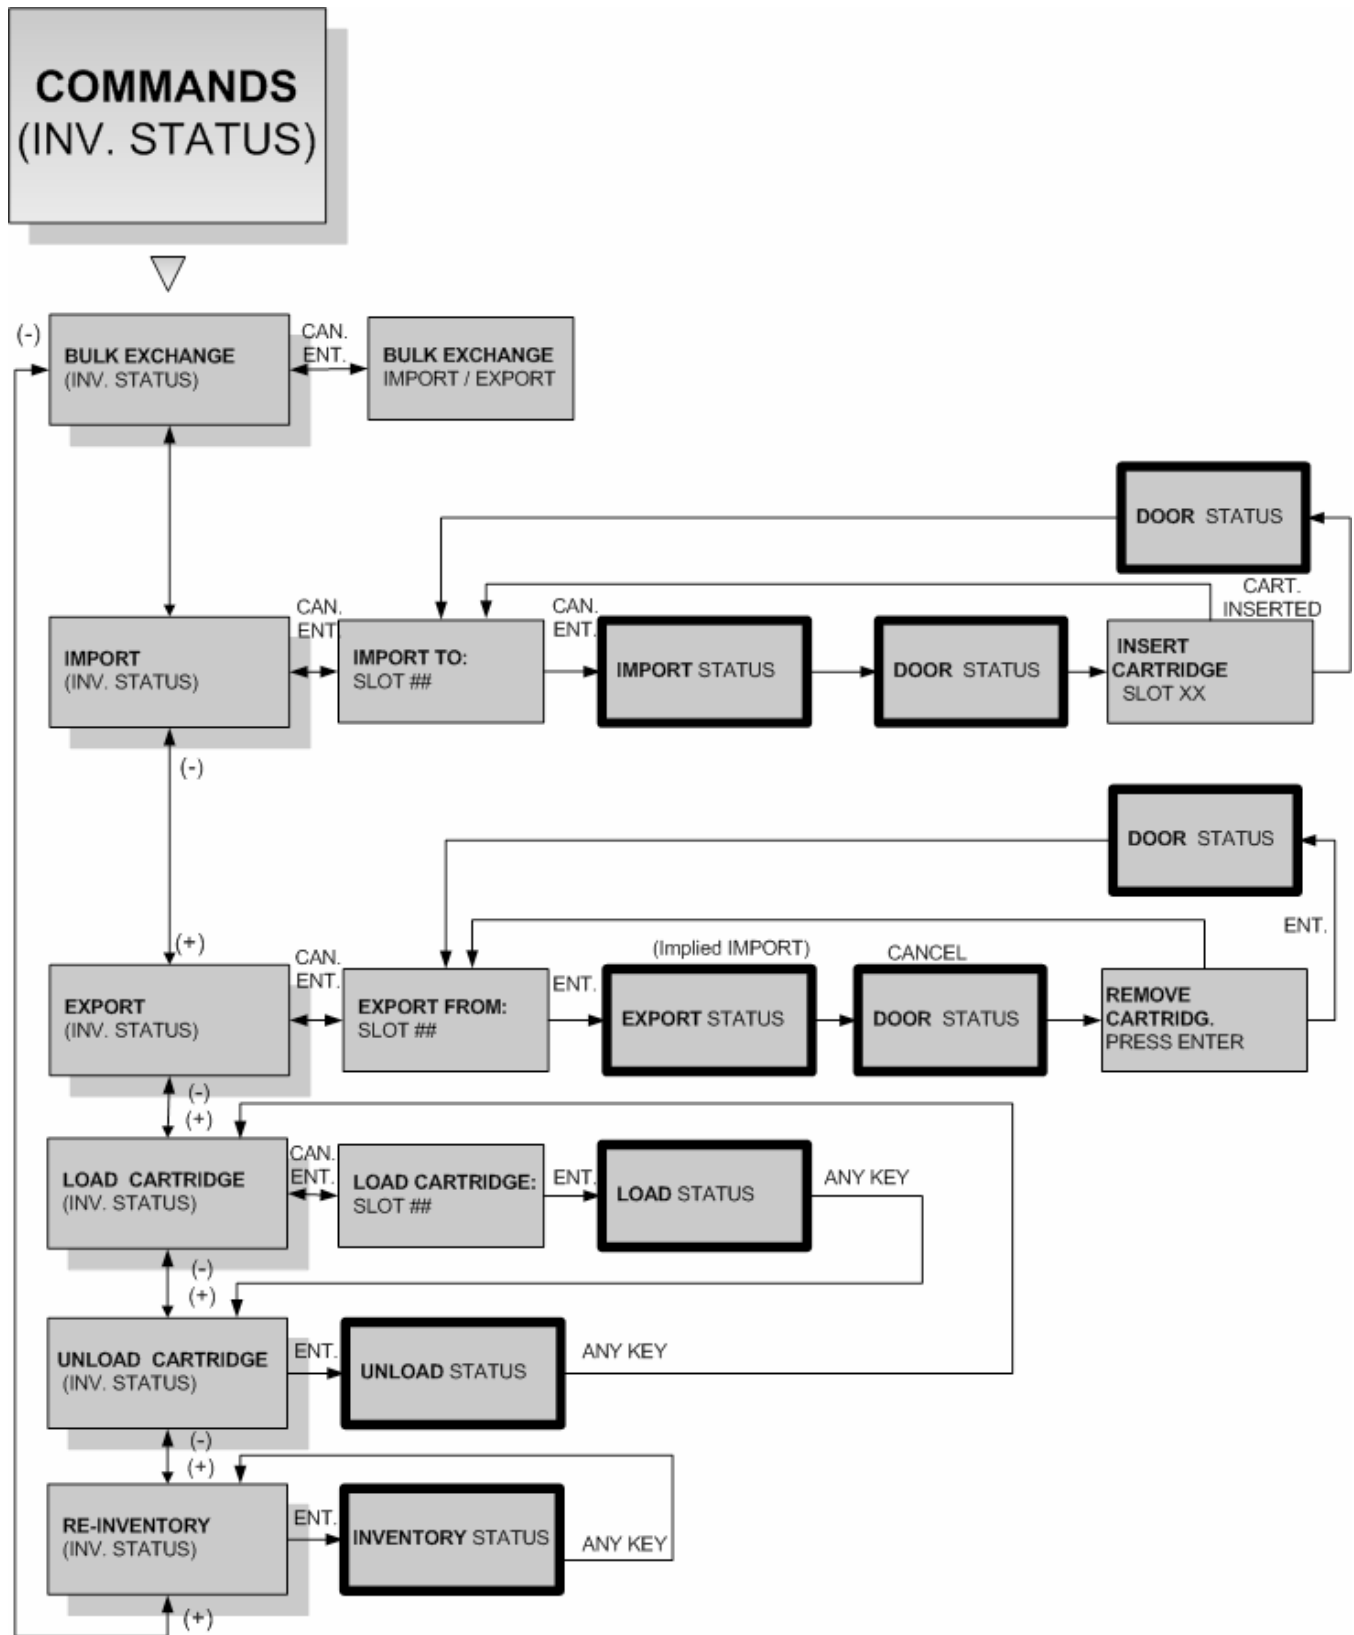 COMMANDS
(INV. STATUS)
(-)
BULK EXCHANGE
(INV. STATUS)
CAN.
ENT.
BULK EXCHANGE
IMPORT / EXPORT
DOOR STATUS
CART.
INSERTED
IMPORT
(INV. STATUS)
CAN.
ENT.
IMPORT TO:
SLOT ##
CAN.
ENT.
IMPORT STATUS
DOOR STATUS
INSERT
CARTRIDGE
SLOT XX
(-)
DOOR STATUS
ENT.
(+)
EXPORT
(INV. STATUS)
CAN.
ENT.
EXPORT FROM:
SLOT ##
ENT.
(Implied IMPORT)
EXPORT STATUS
CANCEL
DOOR STATUS
REMOVE
CARTRIDG.
PRESS ENTER
(-)
(+)
LOAD CARTRIDGE
(INV. STATUS)
CAN.
ENT.
LOAD CARTRIDGE:
SLOT ##
ENT.
LOAD STATUS
ANY KEY
(-)
(+)
UNLOAD CARTRIDGE
(INV. STATUS)
ENT.
UNLOAD STATUS
ANY KEY
(-)
(+)
RE-INVENTORY
(INV. STATUS)
ENT.
INVENTORY STATUS
ANY KEY
(+)